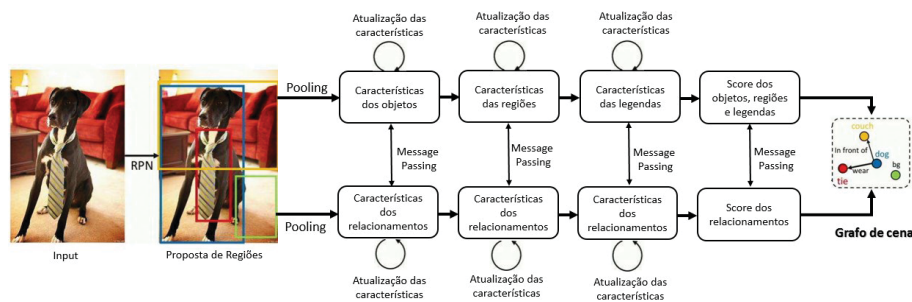 Atualização das
características
Atualização das
características
Atualização das
características
Pooling
Características
dos objetos
Características
das regiões
Características
das legendas
Score dos
objetos, regiões
e legendas
RPN
Message
Passing
Message
Passing
Message
Passing
Message
Passing
couch
In front of
dog
bg
wear
tie
Pooling
Características
dos
relacionamentos
Características
dos
relacionamentos
Características
dos
relacionamentos
Score dos
relacionamentos
Grafo de cena
Input
Proposta de Regiões
Atualização das
características
Atualização das
características
Atualização das
características